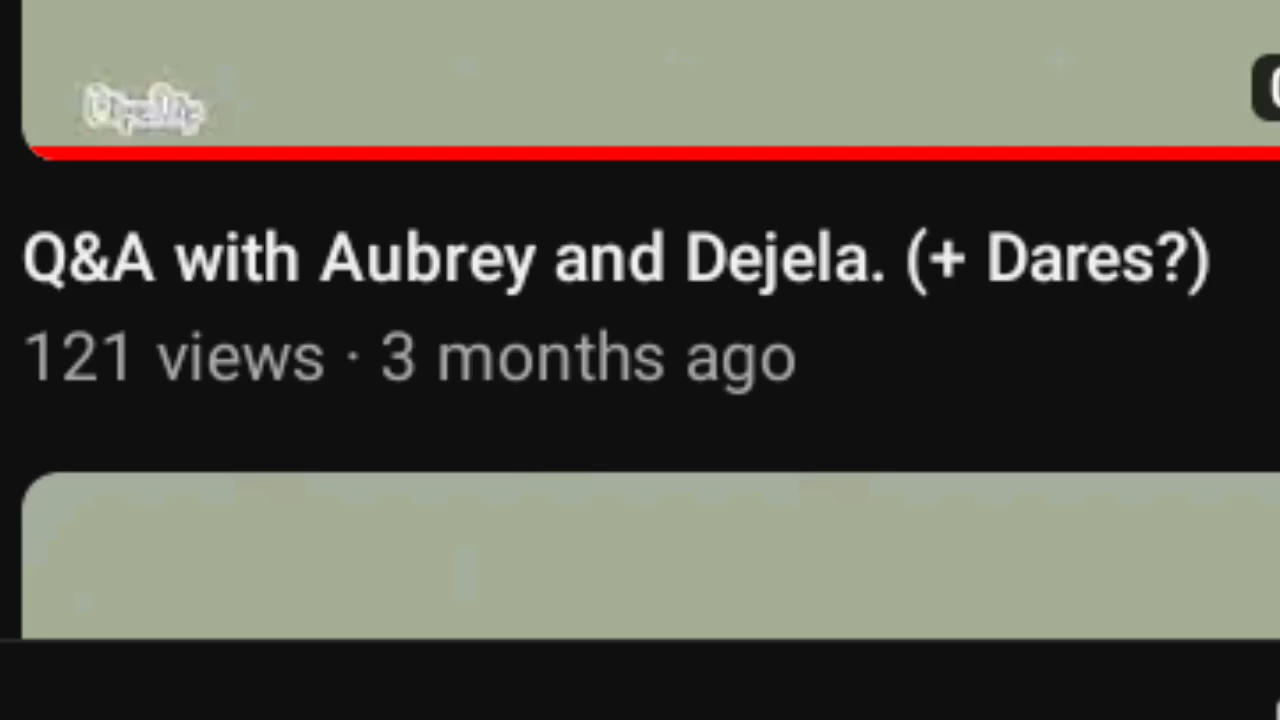 Q&A with Aubrey and Dejela. (+ Dares?)
121 views · 3 months ago